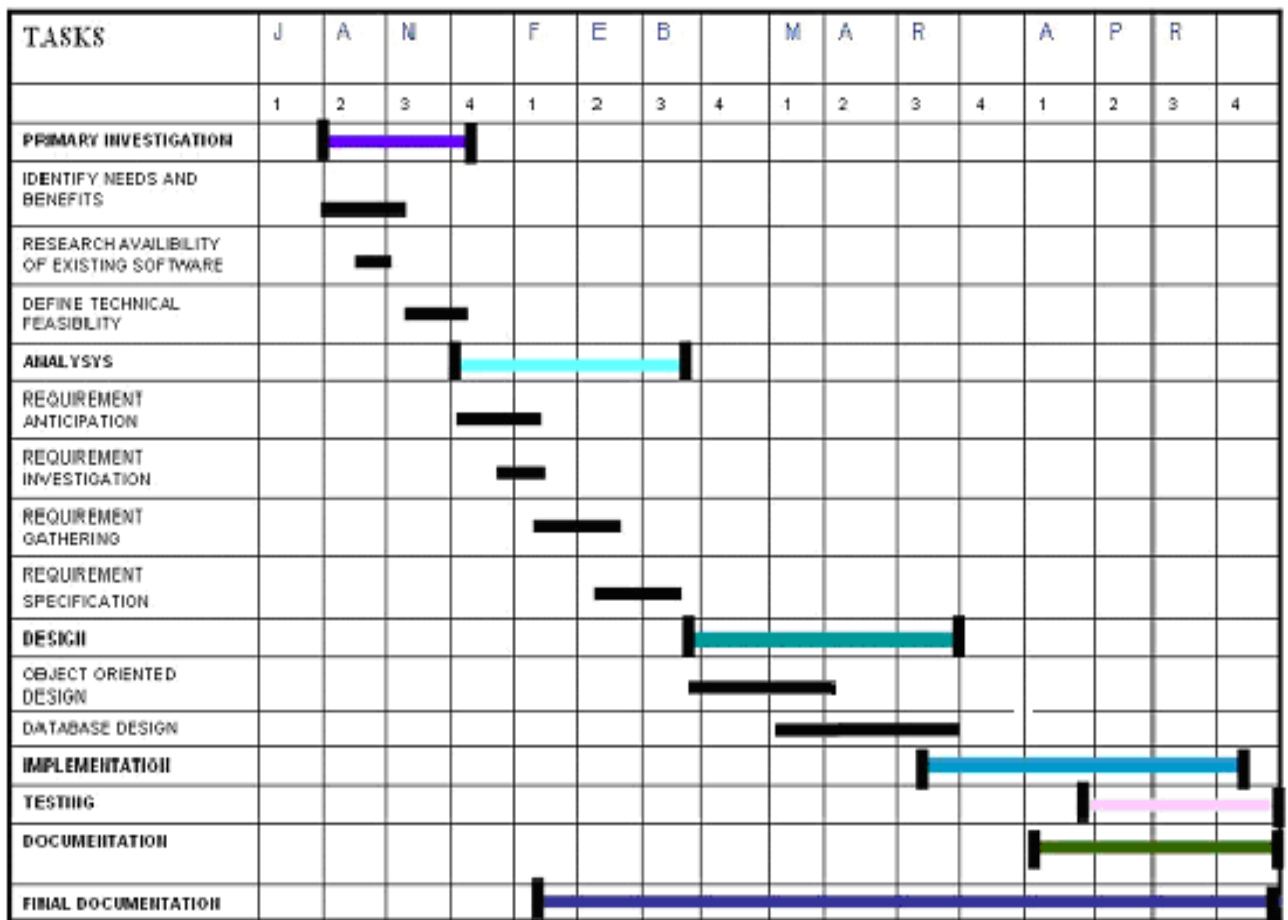 TASKS J A N F E B M A R A P R
1 2 3 4 1 2 3 4 1 2 3 4 1 2 3 4
PRIMARY INVESTIGATION
IDENTIFY NEEDS AND
BENEFITS
RESEARCH AVAILIBILITY
OF EXISTING SOFTWARE
DEFINE TECHNICAL
FEASIBILITY
ANALYSYS
REQUIREMENT
ANTICIPATION
REQUIREMENT
INVESTIGATION
REQUIREMENT
GATHERING
REQUIREMENT
SPECIFICATION
DESIGN
OBJECT ORIENTED
DESIGN
DATABASE DESIGN
IMPLEMENTATION
TESTING
DOCUMENTATION
FINAL DOCUMENTATION